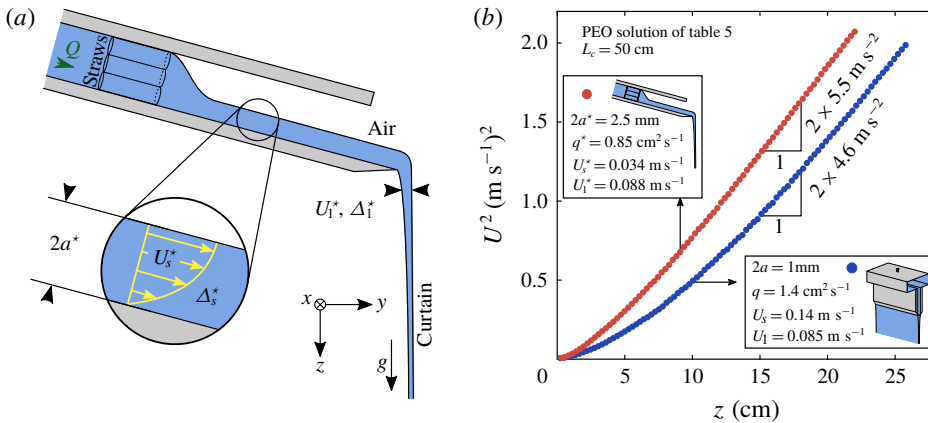 (a)
Q
Straws
Air
U₁*, Δ₁*
2a*
Uₛ*
Δₛ*
x
y
z
g
Curtain
(b)
PEO solution of table 5
L_c = 50 cm
2a* = 2.5 mm
q* = 0.85 cm² s⁻¹
Uₛ* = 0.034 m s⁻¹
U₁* = 0.088 m s⁻¹
2 × 5.5 m s⁻²
1
2 × 4.6 m s⁻²
1
2a = 1mm
q = 1.4 cm² s⁻¹
Uₛ = 0.14 m s⁻¹
U₁ = 0.085 m s⁻¹
U² (m s⁻¹)²
2.0
1.5
1.0
0.5
0
5
10
15
20
25
z (cm)